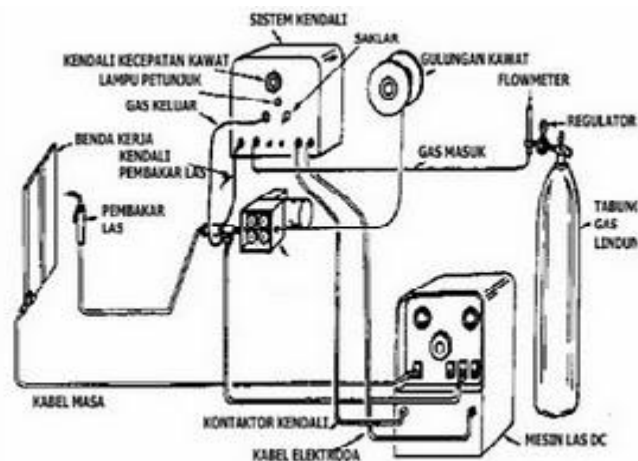 SISTEM KENDALI
SAKLAR
KENDALI KECEPATAN KAWAT
LAMPU PETUNJUK
GAS KELUAR
GULUNGAN KAWAT
FLOWMETER
REGULATOR
BENDA KERJA
KENDALI
PEMBAKAR LAS
GAS MASUK
PEMBAKAR
LAS
TABUNG
GAS
LINDUN
KABEL MASA
KONTAKTOR KENDALI
KABEL ELEKTRODA
MESIN LAS DC